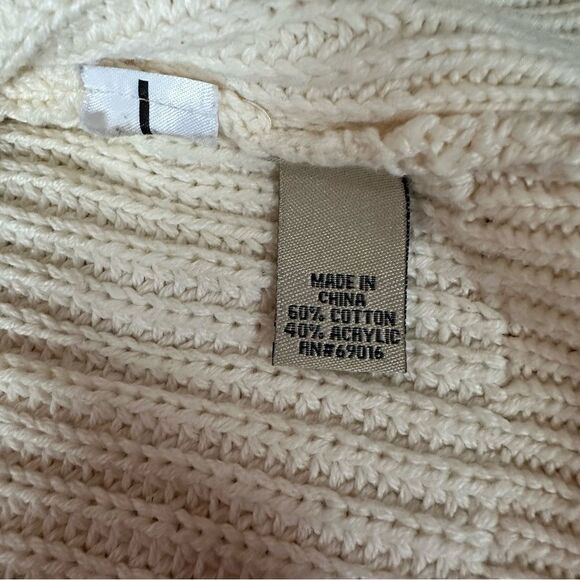 MADE IN
CHINA
60% COTTON
40% ACRYLIC
RN#69016